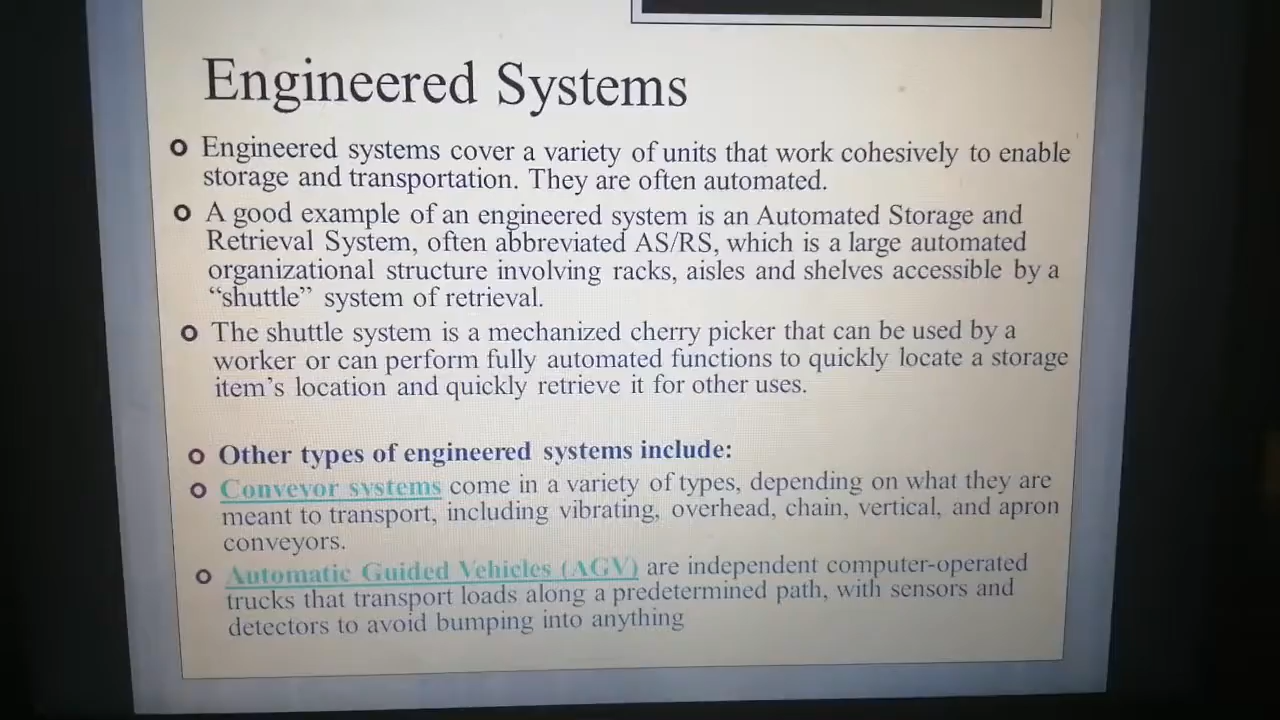 Engineered Systems
Engineered systems cover a variety of units that work cohesively to enable
storage and transportation. They are often automated.
A good example of an engineered system is an Automated Storage and
Retrieval System, often abbreviated AS/RS, which is a large automated
organizational structure involving racks, aisles and shelves accessible by a
“shuttle” system of retrieval.
The shuttle system is a mechanized cherry picker that can be used by a
worker or can perform fully automated functions to quickly locate a storage
item’s location and quickly retrieve it for other uses.
Other types of engineered systems include:
Conveyor systems come in a variety of types, depending on what they are
meant to transport, including vibrating, overhead, chain, vertical, and apron
conveyors.
Automatic Guided Vehicles (AGV) are independent computer-operated
trucks that transport loads along a predetermined path, with sensors and
detectors to avoid bumping into anything